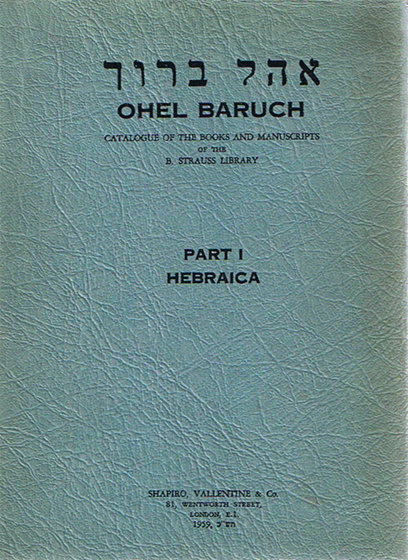 אהל ברוך
OHEL BARUCH
CATALOGUE OF THE BOOKS AND MANUSCRIPTS
OF THE
B. STRAUSS LIBRARY
PART I
HEBRAICA
SHAPIRO, VALLENTINE & Co.
81, WENTWORTH STREET,
LONDON, E.1.
1959, תש״כ